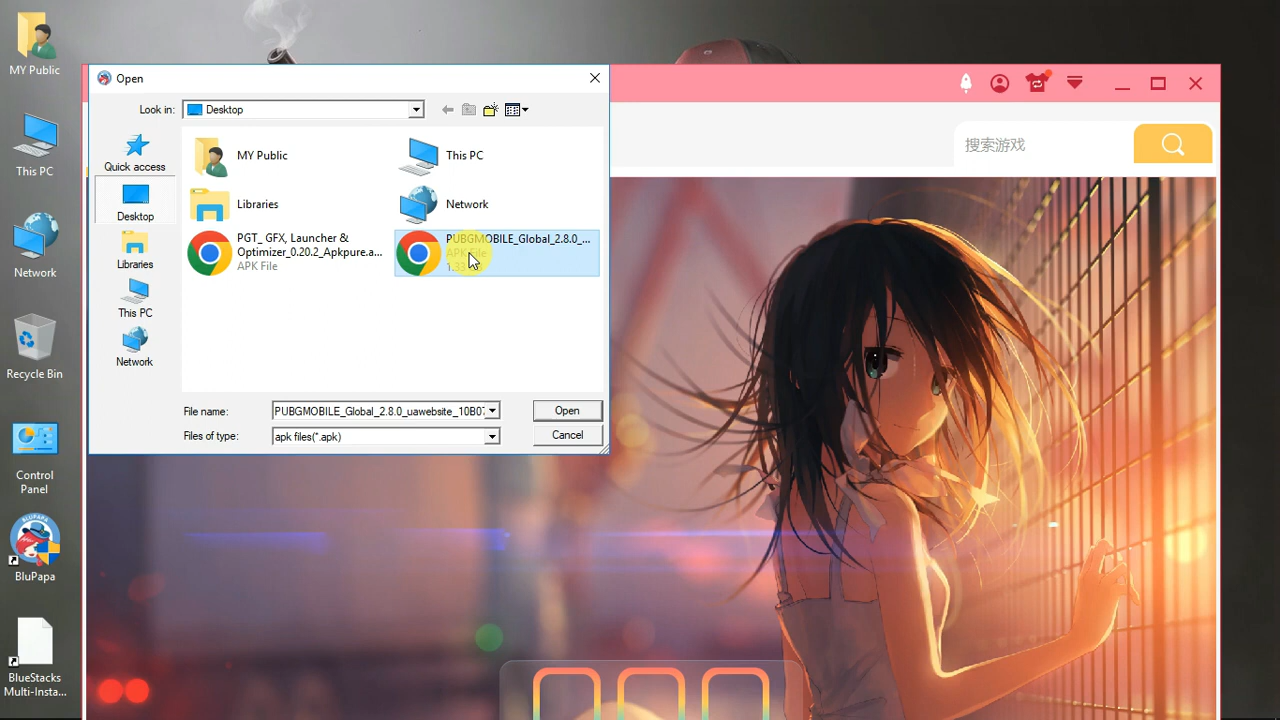 MY Public
This PC
Network
Recycle Bin
Control
Panel
BLUPAPA
BluPapa
BlueStacks
Multi-Insta...
Open
Look in:
Desktop
Quick access
Desktop
Libraries
This PC
Network
MY Public
This PC
Libraries
Network
PGT_ GFX, Launcher &
Optimizer_0.20.2_Apkpure.a...
APK File
PUBGMOBILE_Global_2.8.0_...
APK File
File name:
PUBGMOBILE_Global_2.8.0_uawebsite_10B07
Open
Files of type:
apk files(*.apk)
Cancel
搜索游戏